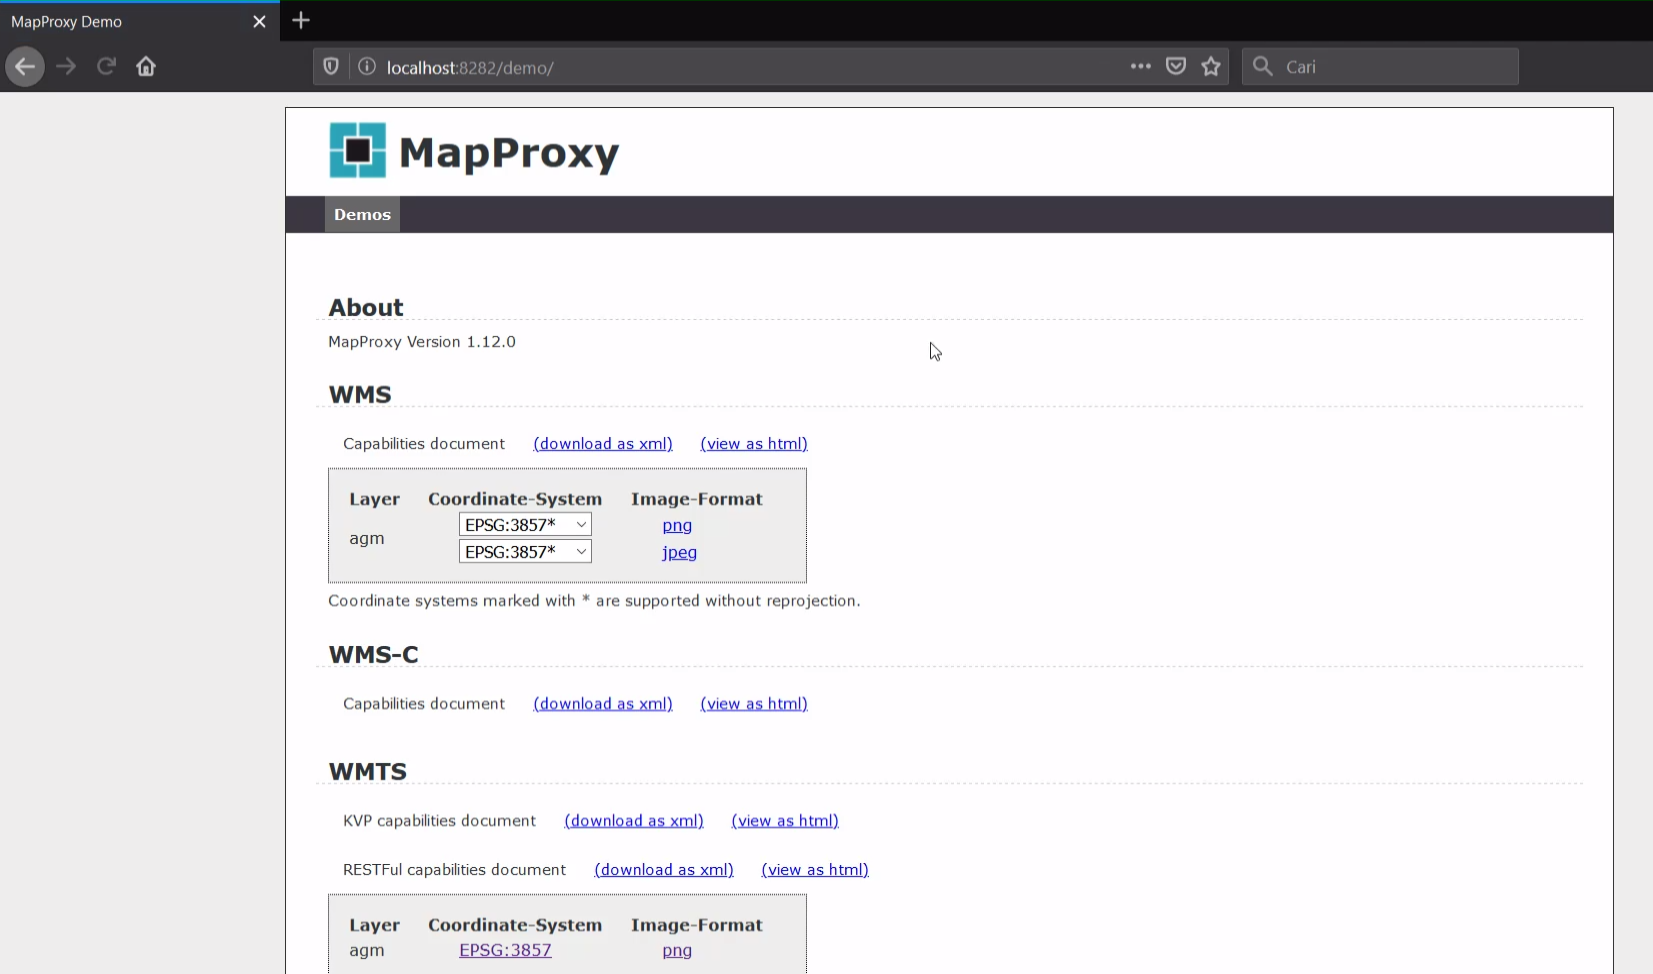 MapProxy Demo
localhost:8282/demo/
Cari
MapProxy
Demos
About
MapProxy Version 1.12.0
WMS
Capabilities document (download as xml) (view as html)
Layer Coordinate-System Image-Format
EPSG:3857* png
agm
EPSG:3857* jpeg
Coordinate systems marked with * are supported without reprojection.
WMS-C
Capabilities document (download as xml) (view as html)
WMTS
KVP capabilities document (download as xml) (view as html)
RESTFul capabilities document (download as xml) (view as html)
Layer Coordinate-System Image-Format
agm EPSG:3857 png